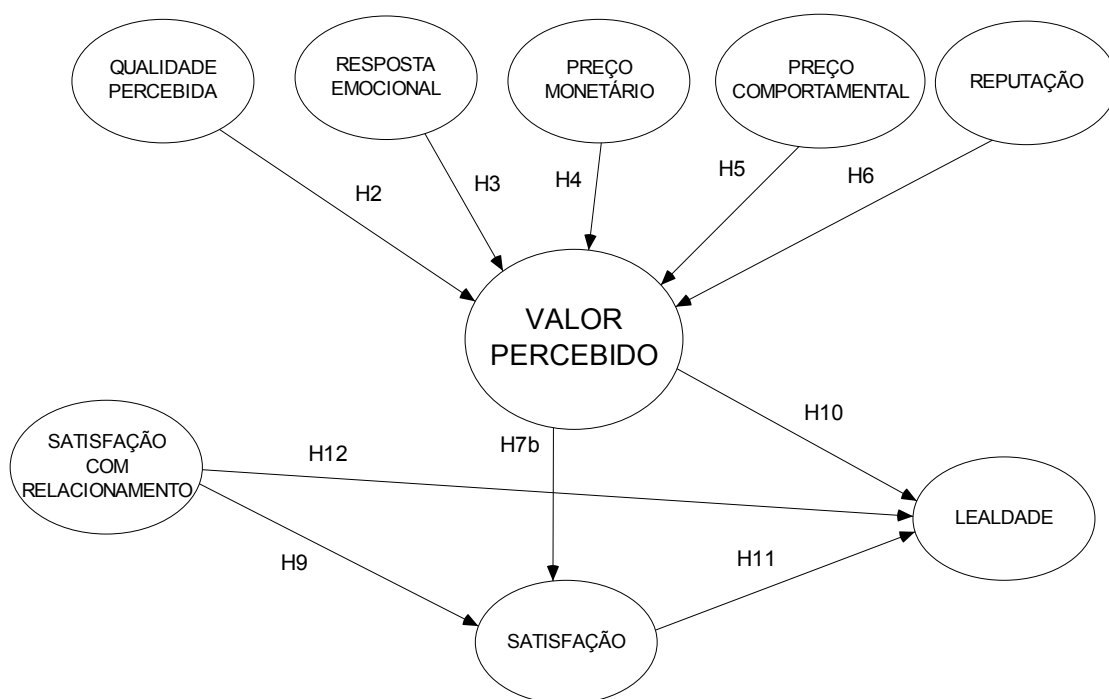 QUALIDADE
PERCEBIDA
RESPOSTA
EMOCIONAL
PREÇO
MONETÁRIO
PREÇO
COMPORTAMENTAL
REPUTAÇÃO
H2
H3
H4
H5
H6
VALOR
PERCEBIDO
SATISFAÇÃO
COM
RELACIONAMENTO
H12
H7b
H10
LEALDADE
H9
H11
SATISFAÇÃO